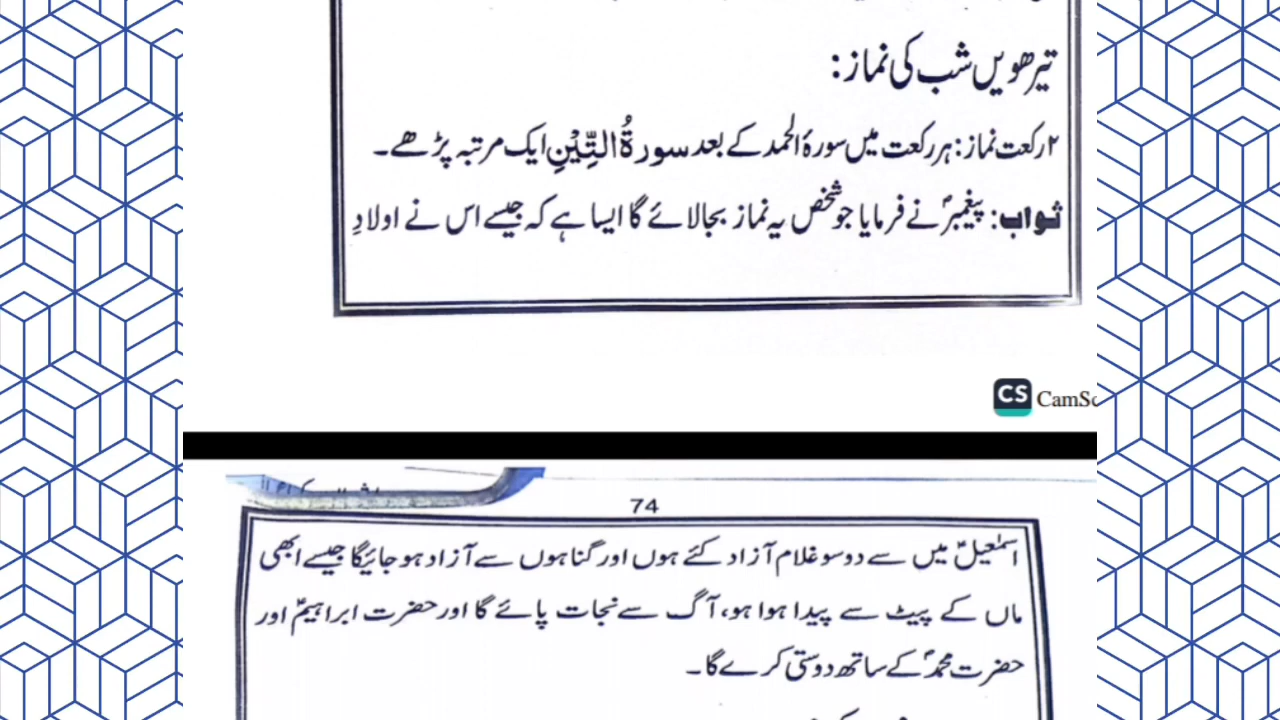 تیرھویں شب کی نماز:
۲ رکعت نماز: ہر رکعت میں سورۂ الحمد کے بعد سورۃُ التِّیْنِ ایک مرتبہ پڑھے۔
ثواب: پیغمبرؐ نے فرمایا جو شخص یہ نماز بجالائے گا ایسا ہے کہ جیسے اس نے اولادِ
CS CamSc
74
اسمٰعیلؑ میں سے دو سو غلام آزاد کئے ہوں اور گناہوں سے آزاد ہو جائیگا جیسے ابھی
ماں کے پیٹ سے پیدا ہوا ہو، آگ سے نجات پائے گا اور حضرت ابراہیمؑ اور
حضرت محمدؐ کے ساتھ دوستی کرے گا۔